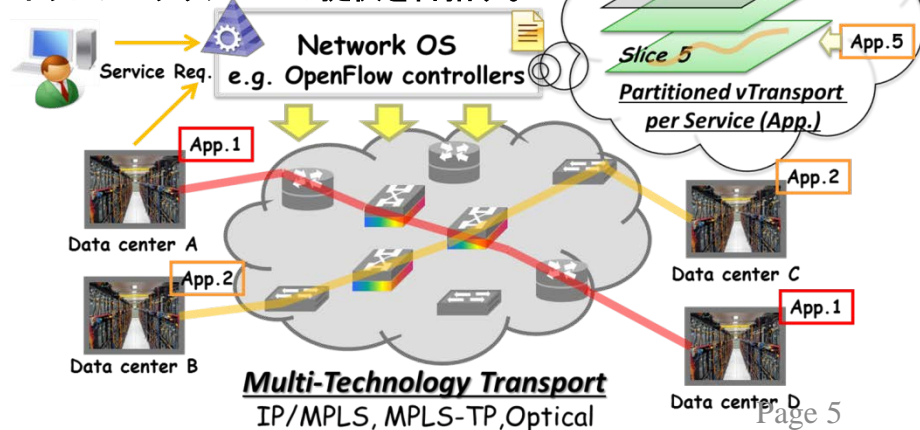 Network OS
e.g. OpenFlow controllers
Service Req.
Slice 5
App.5
Partitioned vTransport
per Service (App.)
App.1
Data center A
App.2
Data center B
App.2
Data center C
App.1
Data center D
Multi-Technology Transport
IP/MPLS, MPLS-TP,Optical
Page 5